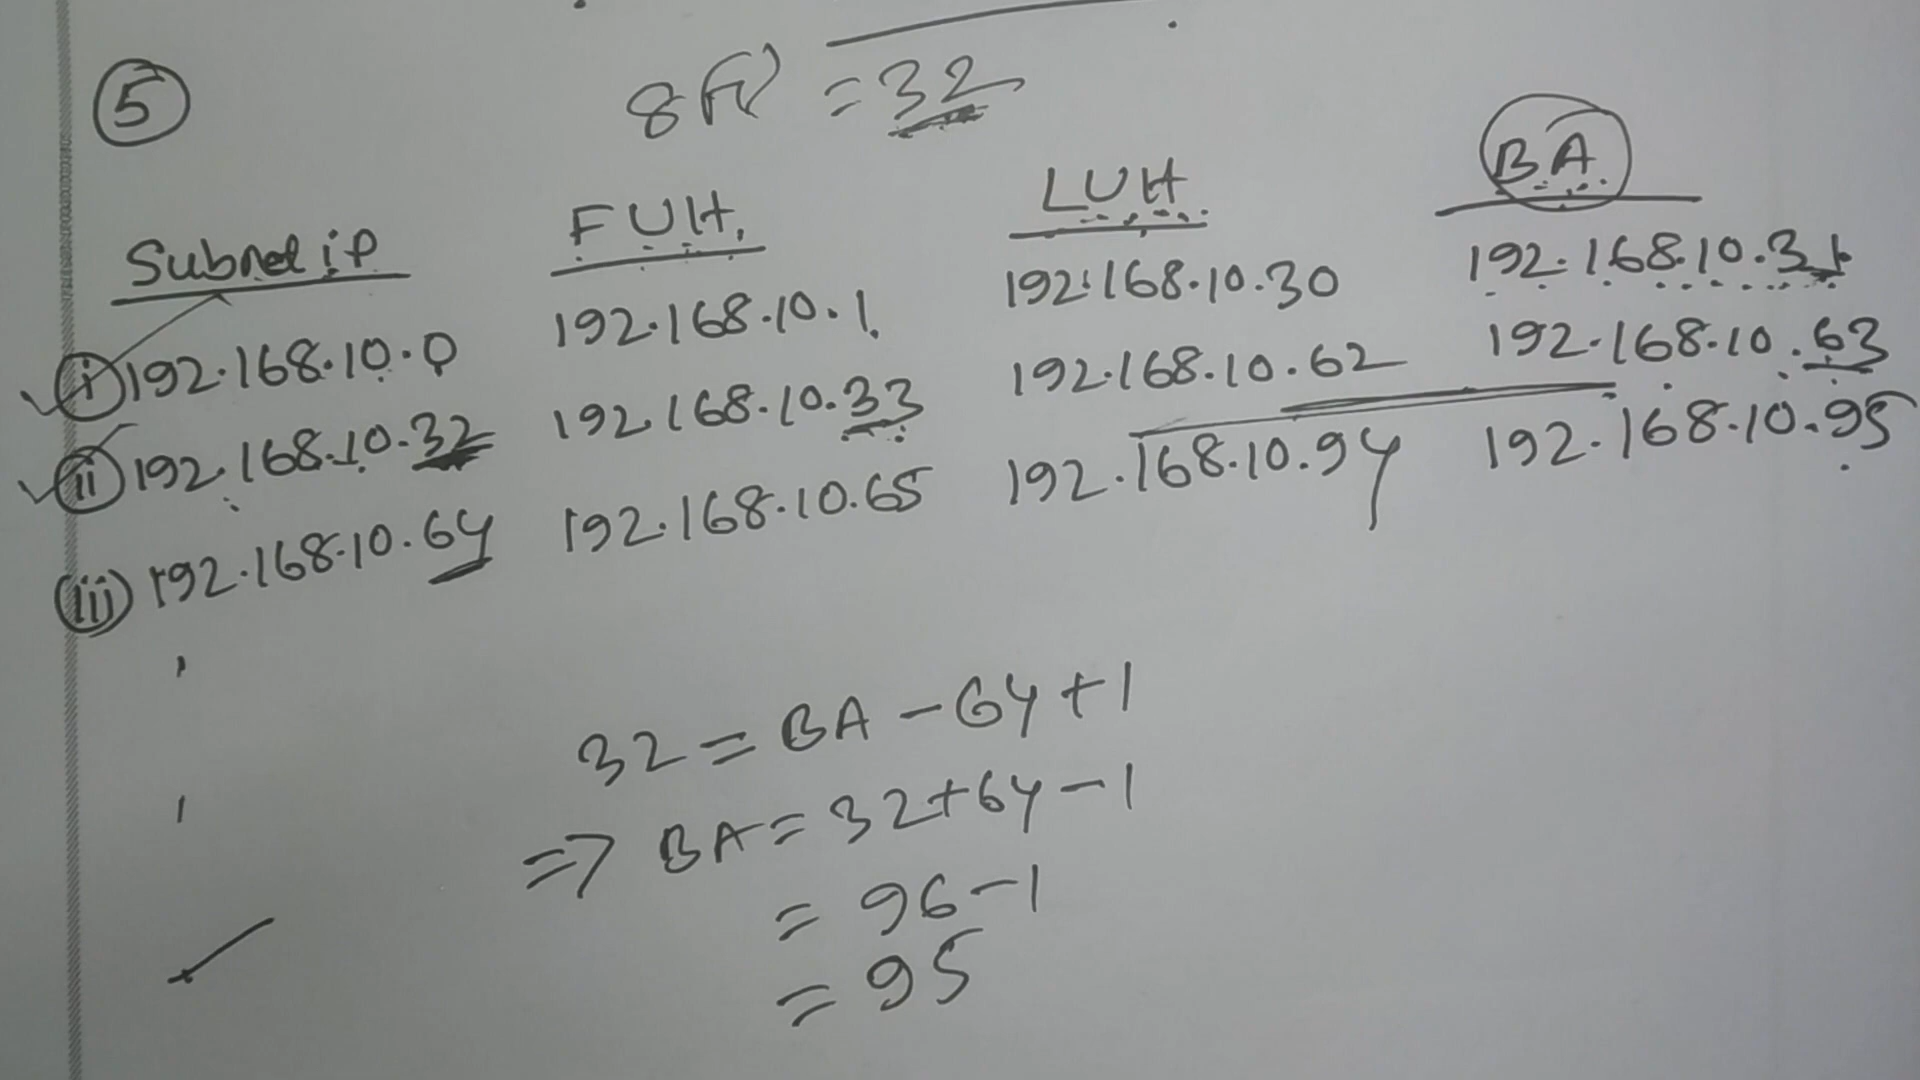 5
= 32
Subnet ip FUH. LUH B.A.
i 192.168.10.0 192.168.10.1 192.168.10.30 192.168.10.31
ii 192.168.10.32 192.168.10.33 192.168.10.62 192.168.10.63
(iii) 192.168.10.64 192.168.10.65 192.168.10.94 192.168.10.95
32 = BA - 64 + 1
=> BA = 32 + 64 - 1
= 96 - 1
= 95